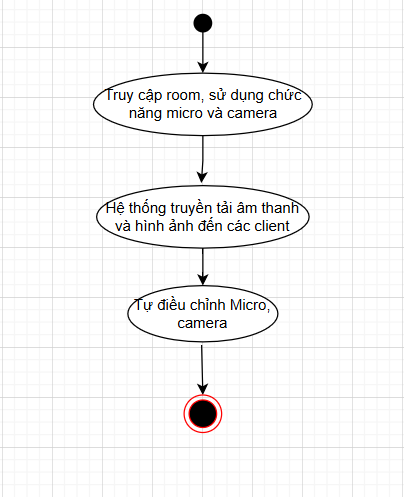 Truy cập room, sử dụng chức
năng micro và camera
Hệ thống truyền tải âm thanh
và hình ảnh đến các client
Tự điều chỉnh Micro,
camera